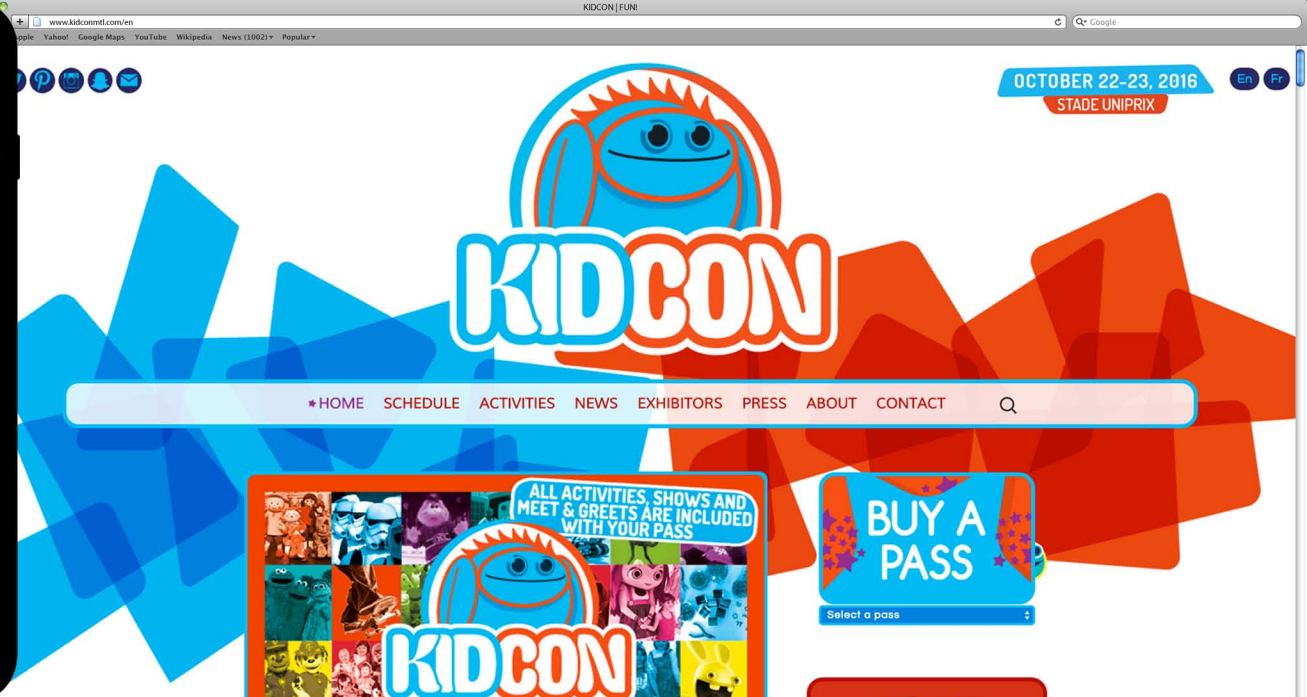 KIDCON | FUN!
www.kidconmtl.com/en
Google
Yahoo! Google Maps YouTube Wikipedia News (1002) Popular
OCTOBER 22-23, 2016
STADE UNIPRIX
En Fr
KIDCON
HOME SCHEDULE ACTIVITIES NEWS EXHIBITORS PRESS ABOUT CONTACT
ALL ACTIVITIES, SHOWS AND
MEET & GREETS ARE INCLUDED
WITH YOUR PASS
KIDCON
BUY A
PASS
Select a pass